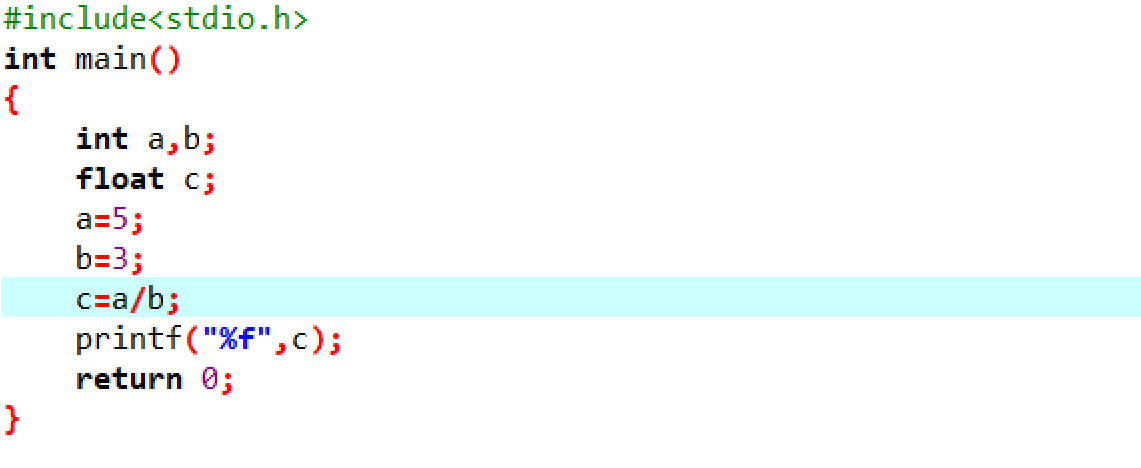 #include<stdio.h>
int main()
{
    int a,b;
    float c;
    a=5;
    b=3;
    c=a/b;
    printf("%f",c);
    return 0;
}